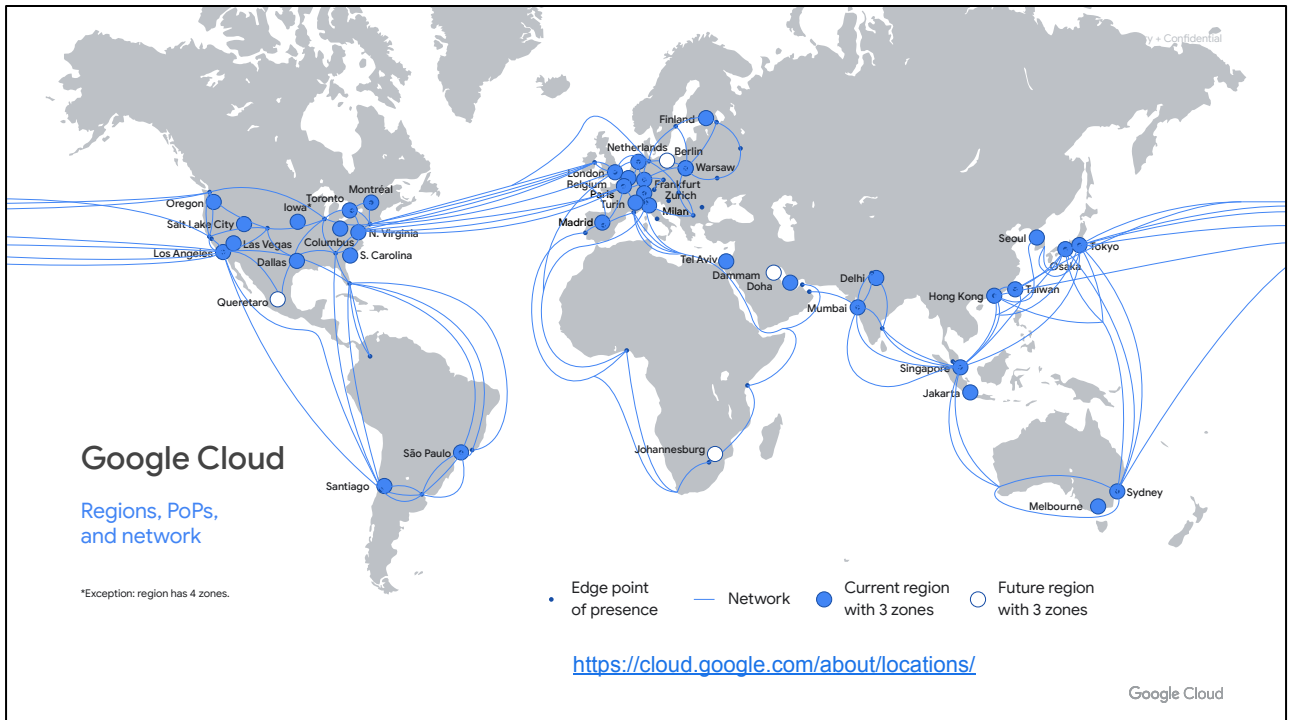 y + Confidential
Finland
Netherlands
Berlin
London
Warsaw
Belgium
Frankfurt
Paris
Zurich
Turin
Milan
Madrid
Montréal
Toronto
Oregon
Iowa*
Salt Lake City
N. Virginia
Columbus
Las Vegas
Los Angeles
S. Carolina
Dallas
Queretaro
Tel Aviv
Dammam
Doha
Delhi
Mumbai
Seoul
Tokyo
Osaka
Taiwan
Hong Kong
Singapore
Jakarta
Johannesburg
São Paulo
Santiago
Sydney
Melbourne
Google Cloud
Regions, PoPs,
and network
*Exception: region has 4 zones.
Edge point
of presence
Network
Current region
with 3 zones
Future region
with 3 zones
https://cloud.google.com/about/locations/
Google Cloud